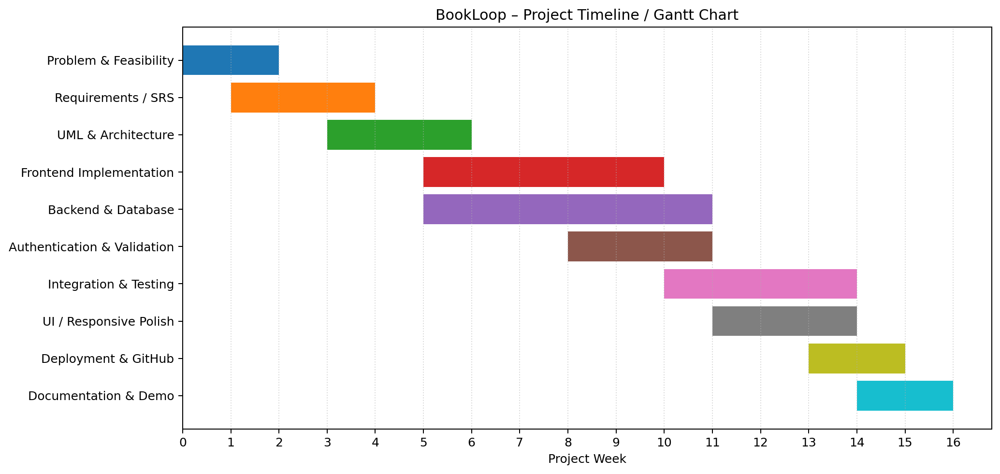 BookLoop – Project Timeline / Gantt Chart
Problem & Feasibility
Requirements / SRS
UML & Architecture
Frontend Implementation
Backend & Database
Authentication & Validation
Integration & Testing
UI / Responsive Polish
Deployment & GitHub
Documentation & Demo
0 1 2 3 4 5 6 7 8 9 10 11 12 13 14 15 16
Project Week